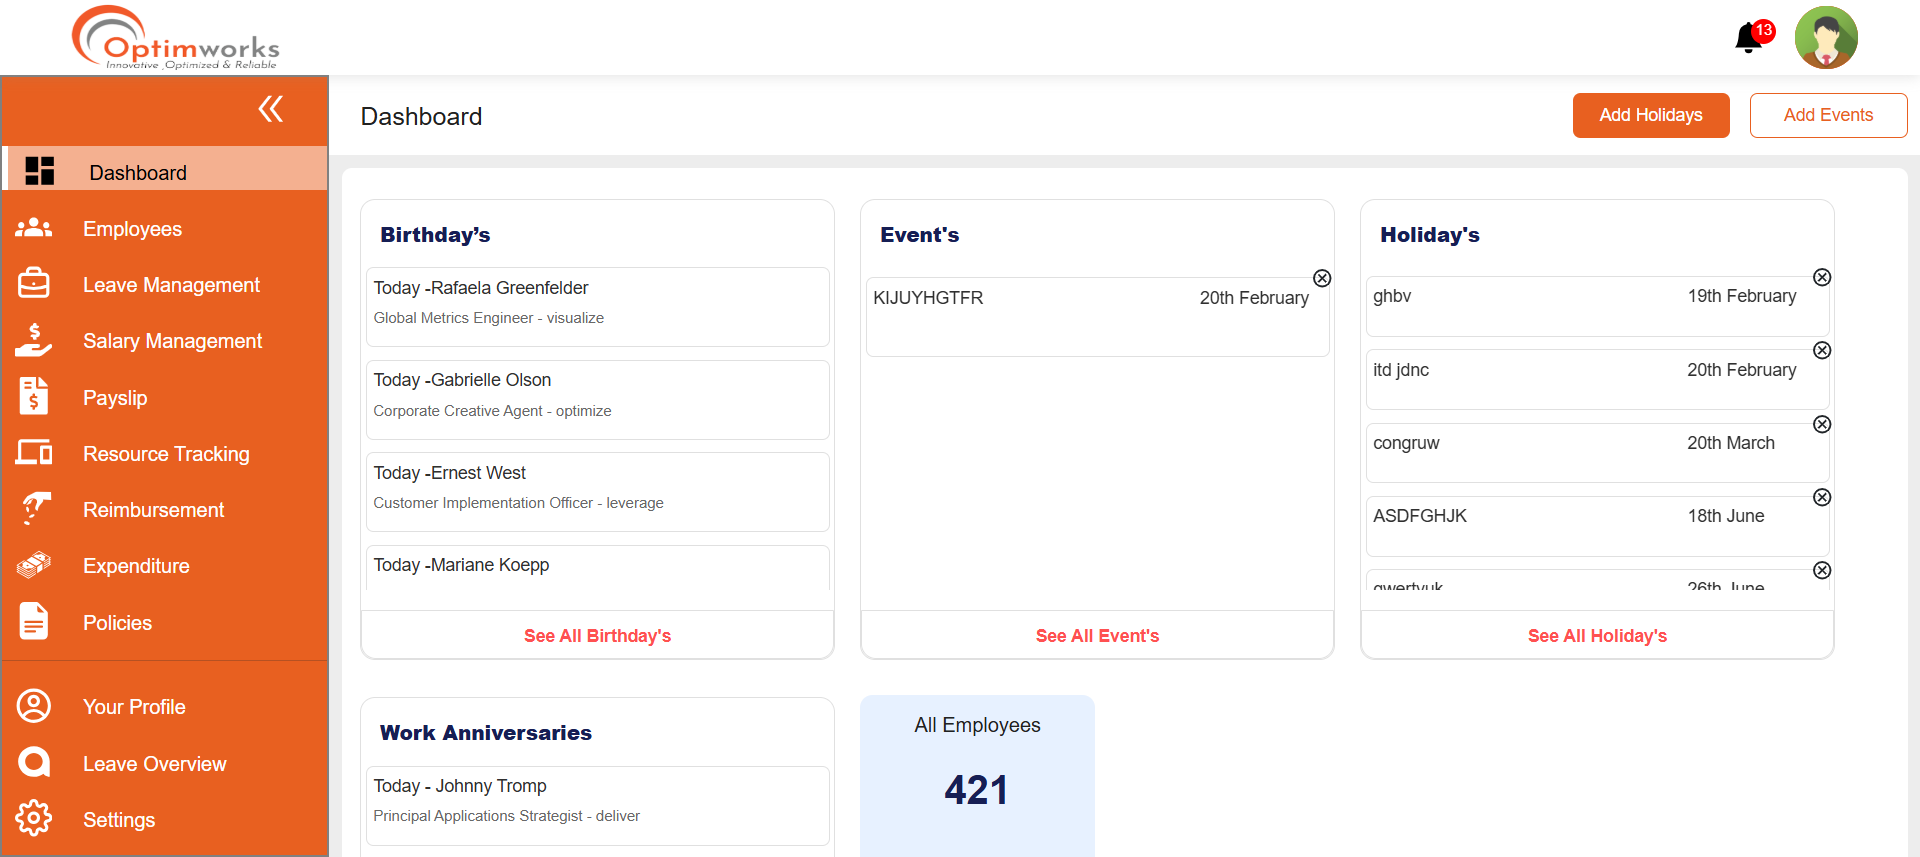 Optimworks
Innovative ,Optimized & Reliable
13
Dashboard
Add Holidays
Add Events
Dashboard
Employees
Leave Management
Salary Management
Payslip
Resource Tracking
Reimbursement
Expenditure
Policies
Your Profile
Leave Overview
Settings
Birthday’s
Today -Rafaela Greenfelder
Global Metrics Engineer - visualize
Today -Gabrielle Olson
Corporate Creative Agent - optimize
Today -Ernest West
Customer Implementation Officer - leverage
Today -Mariane Koepp
See All Birthday's
Event's
KIJUYHGTFR 20th February
See All Event's
Holiday's
ghbv 19th February
itd jdnc 20th February
congruw 20th March
ASDFGHJK 18th June
qwertyuk 26th June
See All Holiday's
Work Anniversaries
Today - Johnny Tromp
Principal Applications Strategist - deliver
All Employees
421